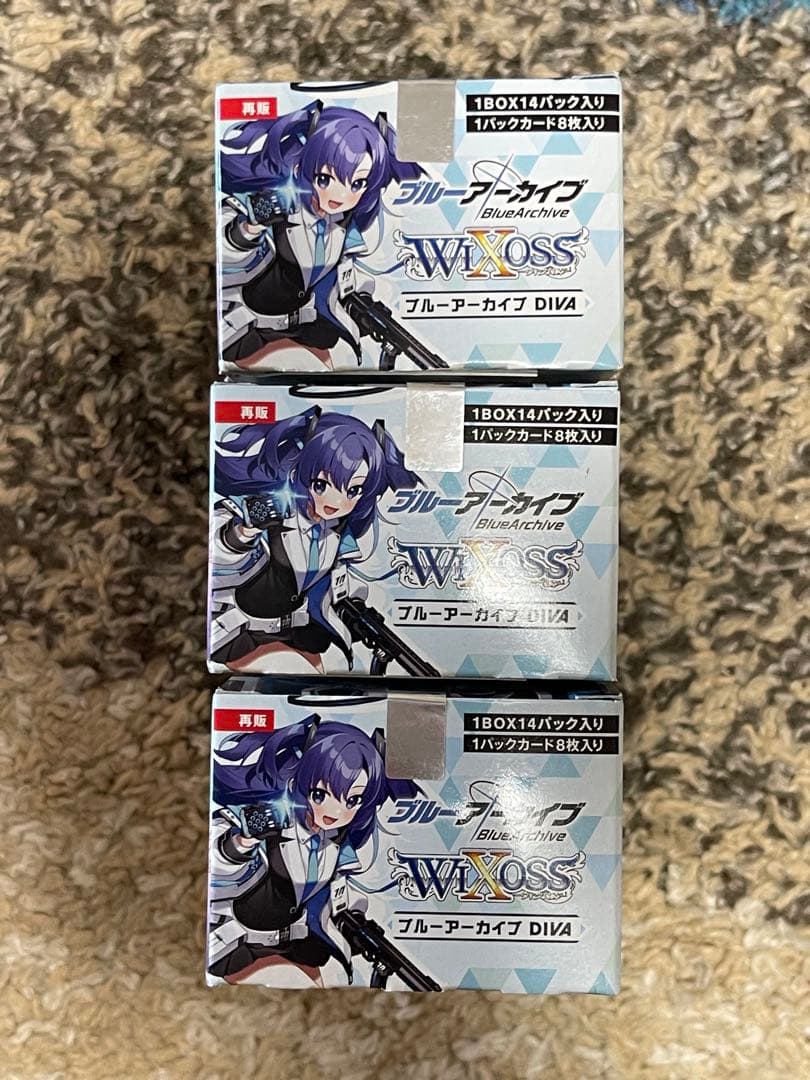 再販
1BOX14パック入り
1パックカード8枚入り
ブルーアーカイブ
BlueArchive
WIXOSS
ブルーアーカイブ DIVA
再販
1BOX14パック入り
1パックカード8枚入り
ブルーアーカイブ
BlueArchive
WIXOSS
ブルーアーカイブ DIVA
再販
1BOX14パック入り
1パックカード8枚入り
ブルーアーカイブ
BlueArchive
WIXOSS
ブルーアーカイブ DIVA